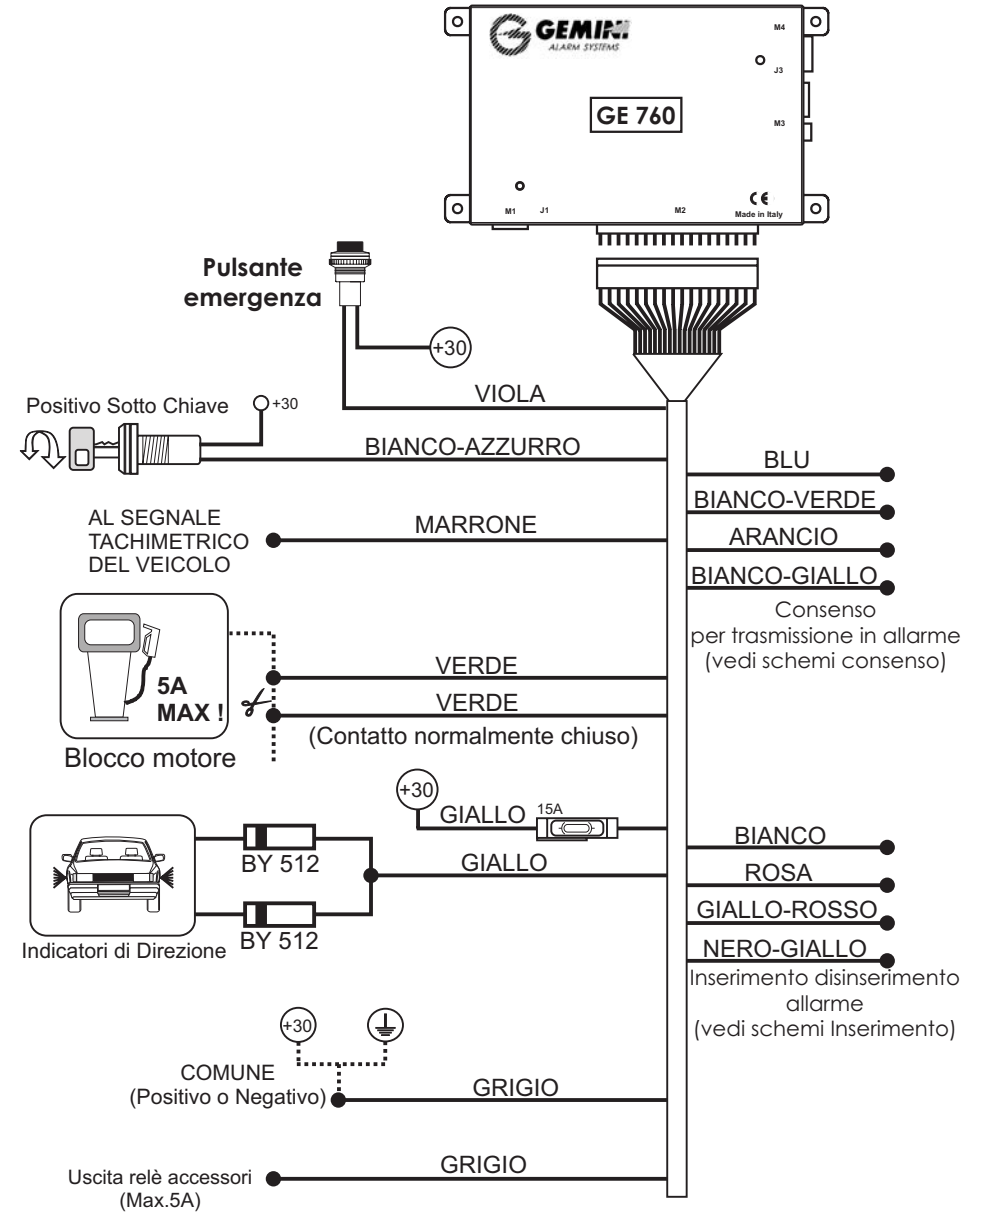 GEMINI
ALARM SYSTEMS
M4
J3
GE 760
M3
M1
J1
M2
CE
Made in Italy
Pulsante
emergenza
+30
VIOLA
Positivo Sotto Chiave
+30
BIANCO-AZZURRO
BLU
BIANCO-VERDE
AL SEGNALE
TACHIMETRICO
DEL VEICOLO
MARRONE
ARANCIO
BIANCO-GIALLO
Consenso
per trasmissione in allarme
(vedi schemi consenso)
5A
MAX !
Blocco motore
VERDE
VERDE
(Contatto normalmente chiuso)
+30
GIALLO
15A
BY 512
GIALLO
BY 512
Indicatori di Direzione
BIANCO
ROSA
GIALLO-ROSSO
NERO-GIALLO
Inserimento disinserimento
allarme
(vedi schemi Inserimento)
+30
COMUNE
(Positivo o Negativo)
GRIGIO
Uscita relè accessori
(Max.5A)
GRIGIO